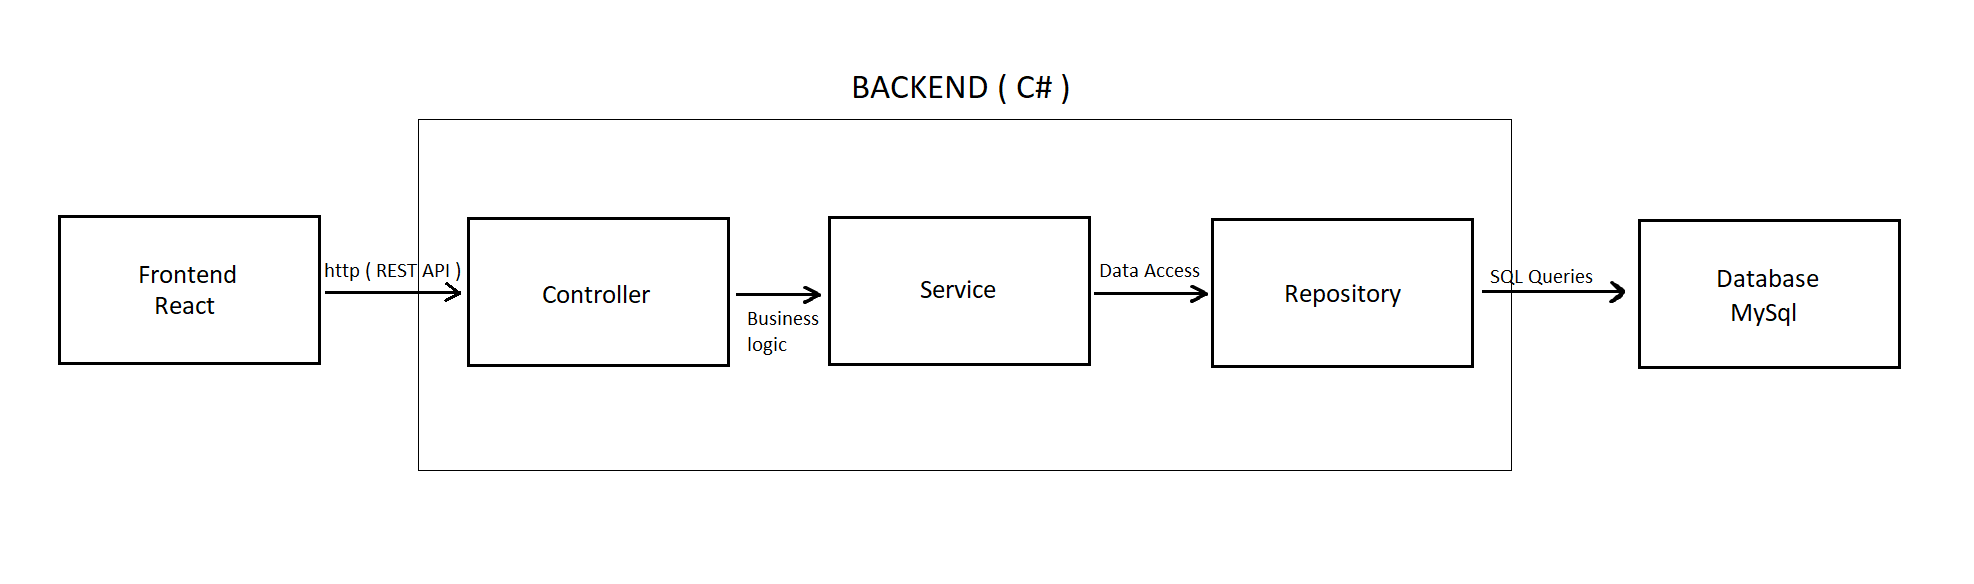 BACKEND ( C# )
Frontend
React
http ( REST API )
Controller
Business
logic
Service
Data Access
Repository
SQL Queries
Database
MySql